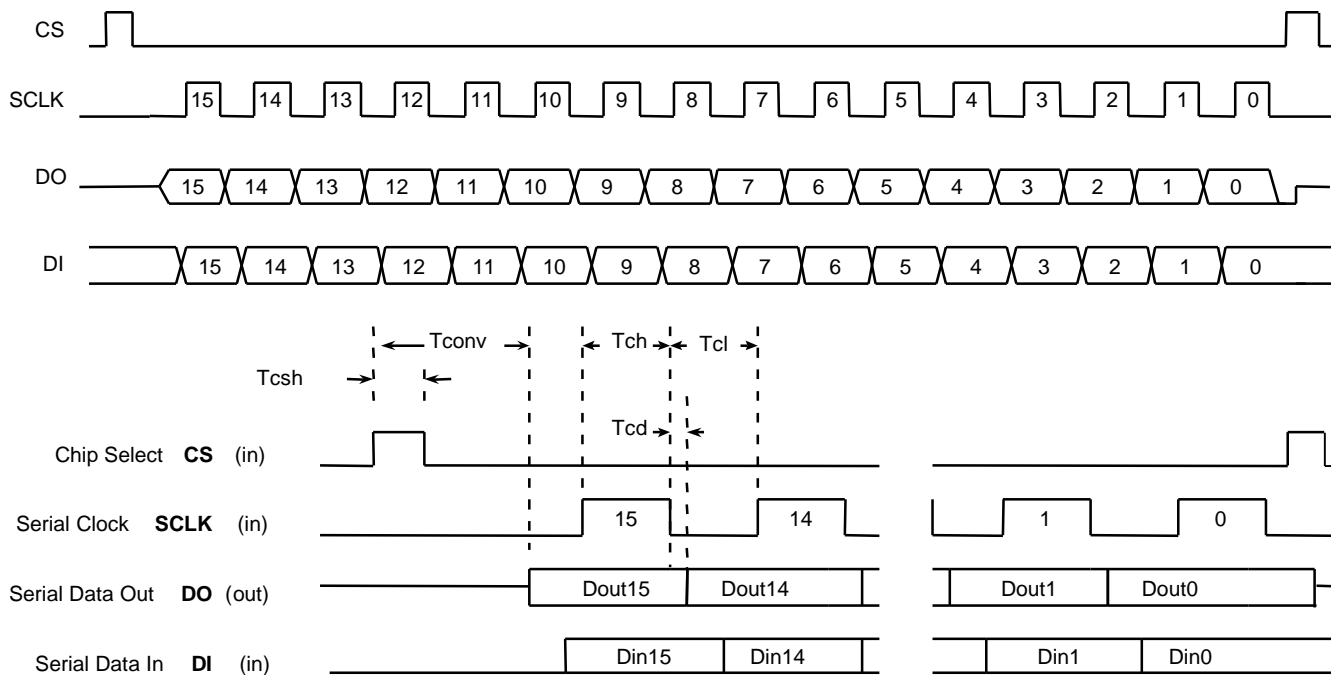 CS
SCLK 15 14 13 12 11 10 9 8 7 6 5 4 3 2 1 0
DO 15 14 13 12 11 10 9 8 7 6 5 4 3 2 1 0
DI 15 14 13 12 11 10 9 8 7 6 5 4 3 2 1 0
Tconv Tch Tcl
Tcsh
Tcd
Chip Select CS (in)
Serial Clock SCLK (in) 15 14 1 0
Serial Data Out DO (out) Dout15 Dout14 Dout1 Dout0
Serial Data In DI (in) Din15 Din14 Din1 Din0